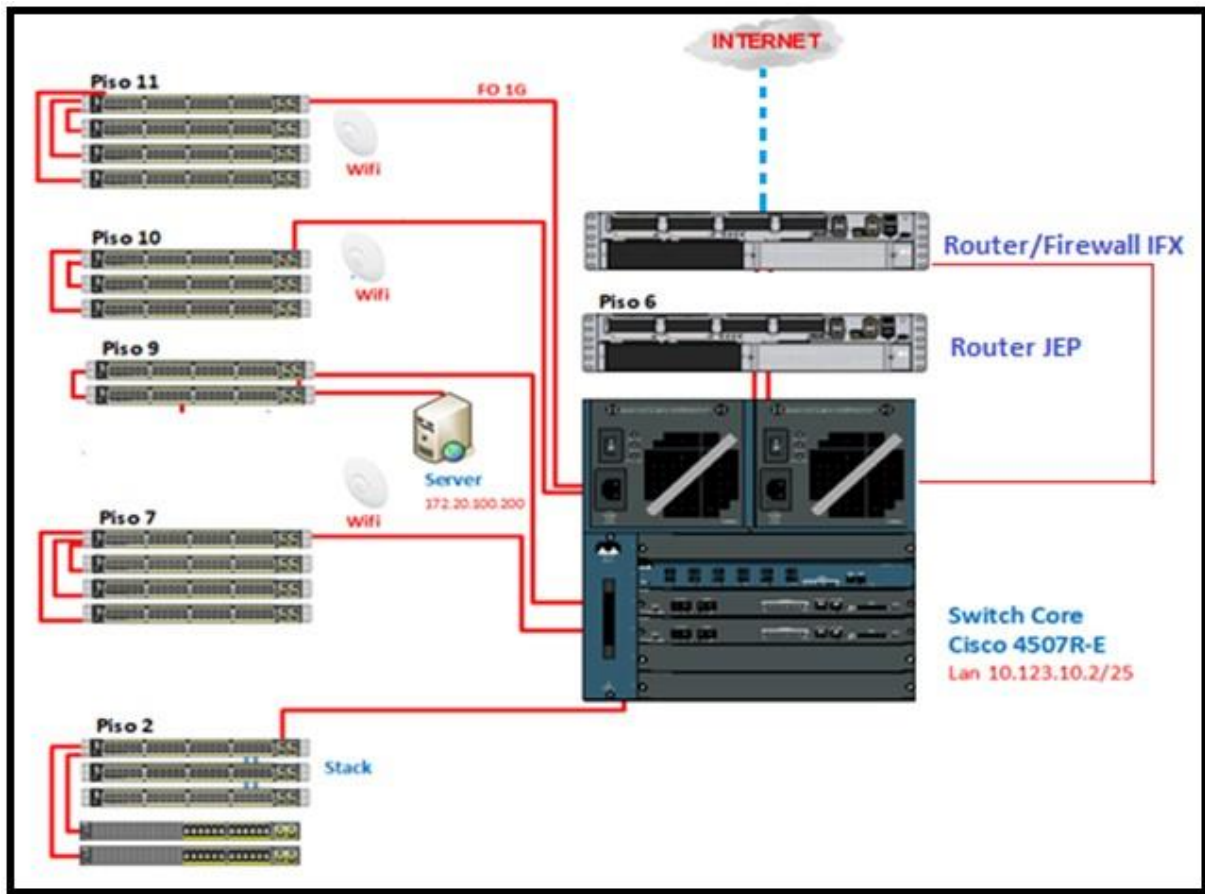 INTERNET
Piso 11
FO 1G
Wifi
Piso 10
Wifi
Router/Firewall IFX
Piso 6
Router JEP
Piso 9
Server
172.20.100.200
Wifi
Piso 7
Switch Core
Cisco 4507R-E
Lan 10.123.10.2/25
Piso 2
Stack